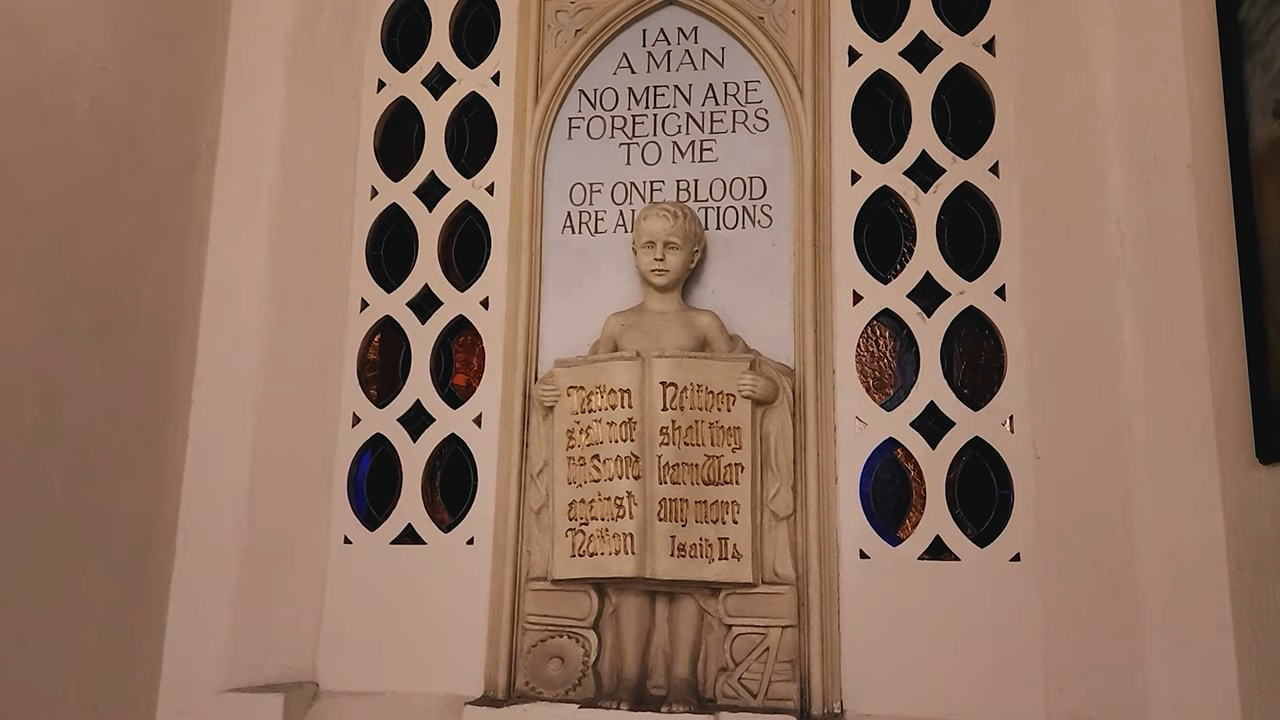 I AM
A MAN
NO MEN ARE
FOREIGNERS
TO ME
OF ONE BLOOD
ARE TIONS
Nation
shall not
lift Sword
against
Nation
Neither
shall they
learn War
any more
Isaih II 4